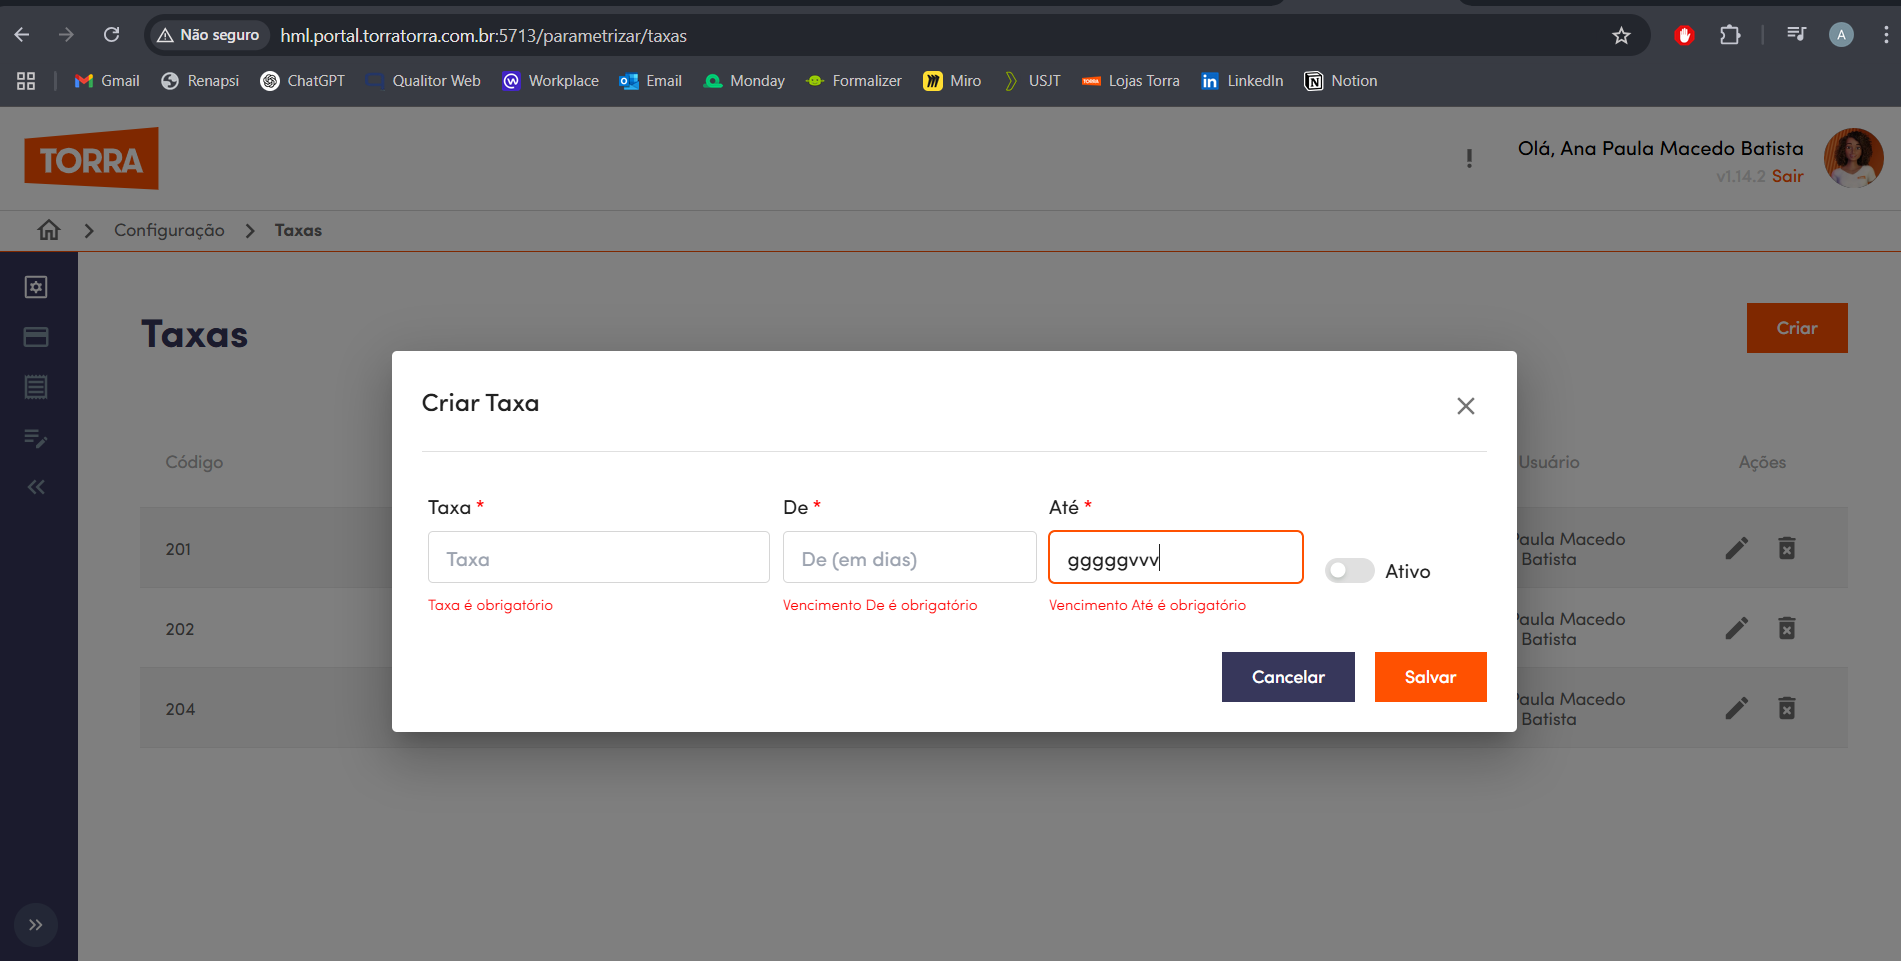 Não seguro hml.portal.torratorra.com.br:5713/parametrizar/taxas A
Gmail Renapsi ChatGPT Qualitor Web Workplace Email Monday Formalizer Miro USJT Lojas Torra LinkedIn Notion
TORRA
Olá, Ana Paula Macedo Batista
v1.14.2 Sair
Configuração Taxas
Taxas
Criar
Criar Taxa
Código Usuário Ações
Taxa * De * Até *
Taxa De (em dias) gggggvvv Ativo
Taxa é obrigatório Vencimento De é obrigatório Vencimento Até é obrigatório
Cancelar Salvar
201 Paula Macedo
Batista
202 Paula Macedo
Batista
204 Paula Macedo
Batista